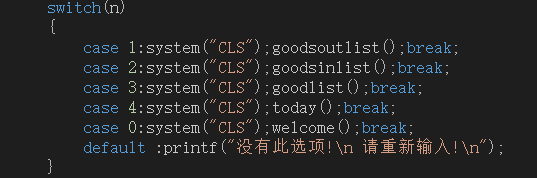 switch(n)
{
case 1:system("CLS");goodsoutlist();break;
case 2:system("CLS");goodsinlist();break;
case 3:system("CLS");goodlist();break;
case 4:system("CLS");today();break;
case 0:system("CLS");welcome();break;
default :printf("没有此选项!\n 请重新输入!\n");
}